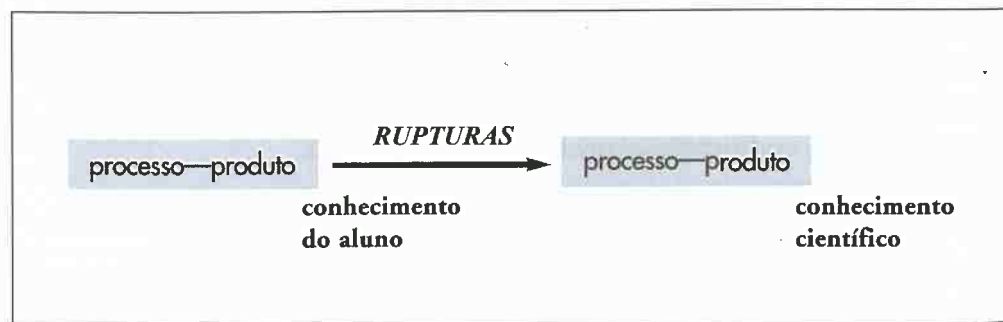 RUPTURAS
processo—produto
processo—produto
conhecimento
do aluno
conhecimento
científico